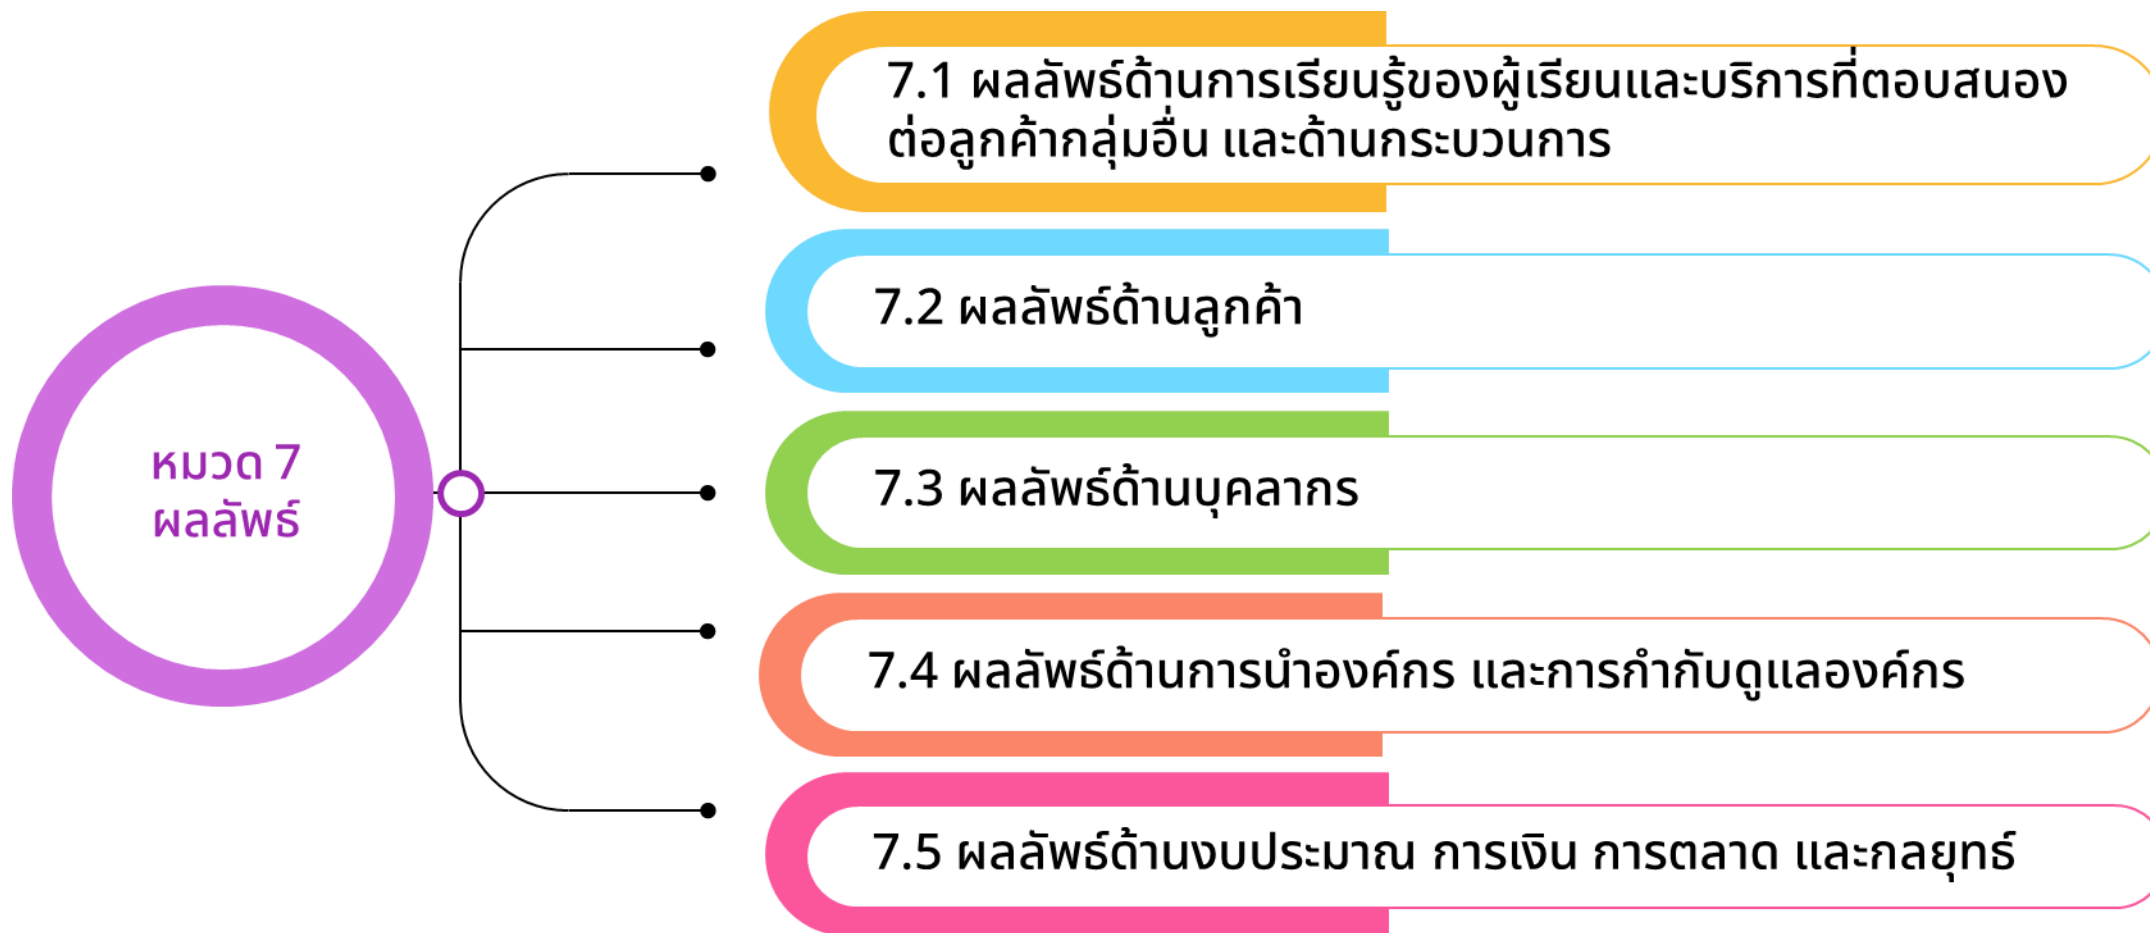 7.1 ผลลัพธ์ด้านการเรียนรู้ของผู้เรียนและบริการที่ตอบสนอง
ต่อลูกค้ากลุ่มอื่น และด้านกระบวนการ
7.2 ผลลัพธ์ด้านลูกค้า
หมวด 7
ผลลัพธ์
7.3 ผลลัพธ์ด้านบุคลากร
7.4 ผลลัพธ์ด้านการนำองค์กร และการกำกับดูแลองค์กร
7.5 ผลลัพธ์ด้านงบประมาณ การเงิน การตลาด และกลยุทธ์